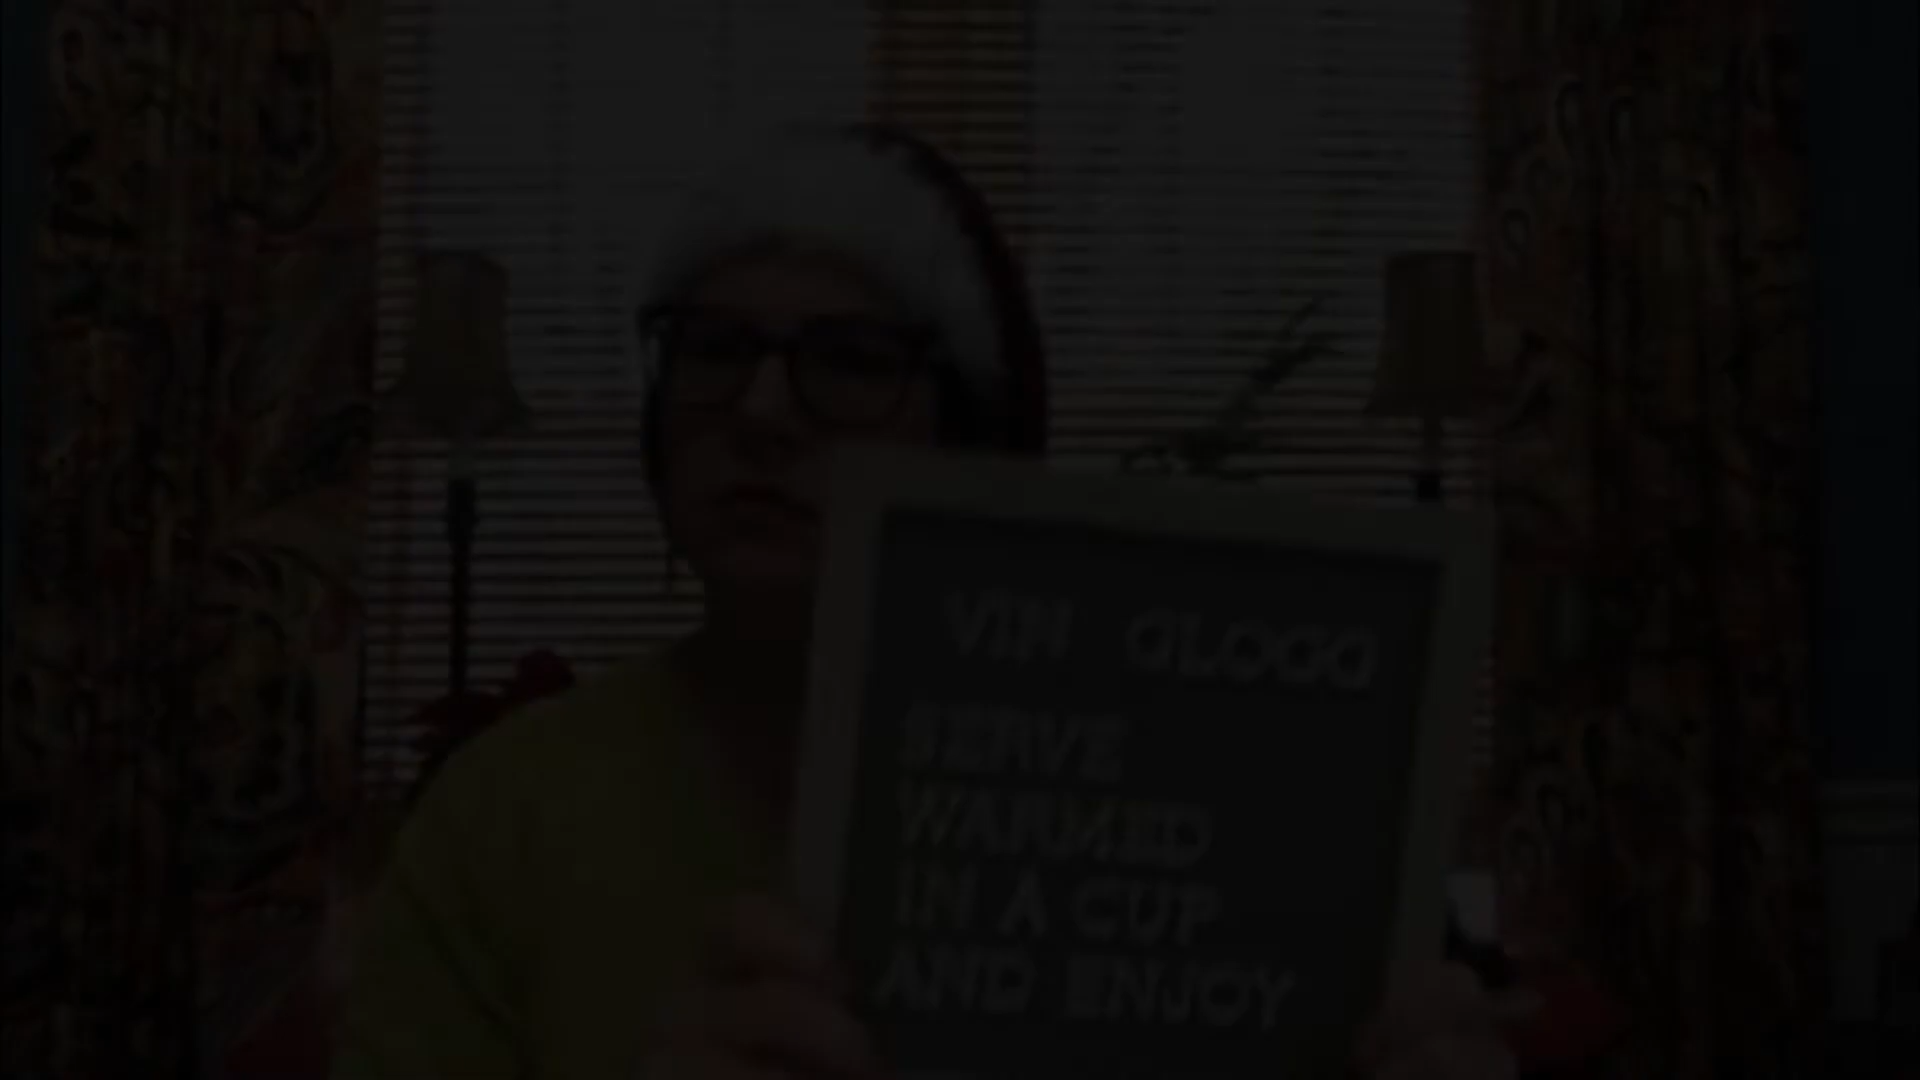 VIN GLOGG
SERVE
WARMED
IN A CUP
AND ENJOY